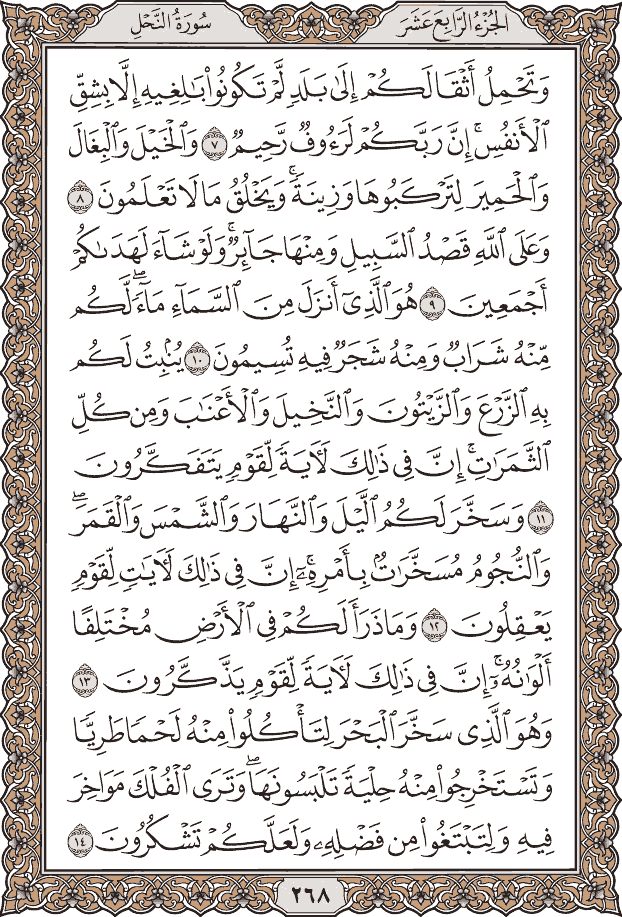 الجُزْءُ الرَّابِعَ عَشَرَ
سُورَةُ النَّحْلِ
وَتَحْمِلُ أَثْقَالَكُمْ إِلَىٰ بَلَدٍ لَّمْ تَكُونُوا۟ بَٰلِغِيهِ إِلَّا بِشِقِّ
ٱلْأَنفُسِ ۚ إِنَّ رَبَّكُمْ لَرَءُوفٌ رَّحِيمٌ ٧ وَٱلْخَيْلَ وَٱلْبِغَالَ
وَٱلْحَمِيرَ لِتَرْكَبُوهَا وَزِينَةً ۚ وَيَخْلُقُ مَا لَا تَعْلَمُونَ ٨
وَعَلَى ٱللَّهِ قَصْدُ ٱلسَّبِيلِ وَمِنْهَا جَآئِرٌ ۚ وَلَوْ شَآءَ لَهَدَىٰكُمْ
أَجْمَعِينَ ٩ هُوَ ٱلَّذِىٓ أَنزَلَ مِنَ ٱلسَّمَآءِ مَآءً ۖ لَّكُم
مِّنْهُ شَرَابٌ وَمِنْهُ شَجَرٌ فِيهِ تُسِيمُونَ ١٠ يُنۢبِتُ لَكُم
بِهِ ٱلزَّرْعَ وَٱلزَّيْتُونَ وَٱلنَّخِيلَ وَٱلْأَعْنَٰبَ وَمِن كُلِّ
ٱلثَّمَرَٰتِ ۗ إِنَّ فِى ذَٰلِكَ لَءَايَةً لِّقَوْمٍ يَتَفَكَّرُونَ
١١ وَسَخَّرَ لَكُمُ ٱلَّيْلَ وَٱلنَّهَارَ وَٱلشَّمْسَ وَٱلْقَمَرَ ۖ
وَٱلنُّجُومُ مُسَخَّرَٰتٌۢ بِأَمْرِهِۦٓ ۗ إِنَّ فِى ذَٰلِكَ لَءَايَٰتٍ لِّقَوْمٍ
يَعْقِلُونَ ١٢ وَمَا ذَرَأَ لَكُمْ فِى ٱلْأَرْضِ مُخْتَلِفًا
أَلْوَٰنُهُۥٓ ۗ إِنَّ فِى ذَٰلِكَ لَءَايَةً لِّقَوْمٍ يَذَّكَّرُونَ ١٣
وَهُوَ ٱلَّذِى سَخَّرَ ٱلْبَحْرَ لِتَأْكُلُوا۟ مِنْهُ لَحْمًا طَرِيًّا
وَتَسْتَخْرِجُوا۟ مِنْهُ حِلْيَةً تَلْبَسُونَهَا ۖ وَتَرَى ٱلْفُلْكَ مَوَاخِرَ
فِيهِ وَلِتَبْتَغُوا۟ مِن فَضْلِهِۦ وَلَعَلَّكُمْ تَشْكُرُونَ ١٤
٢٦٨